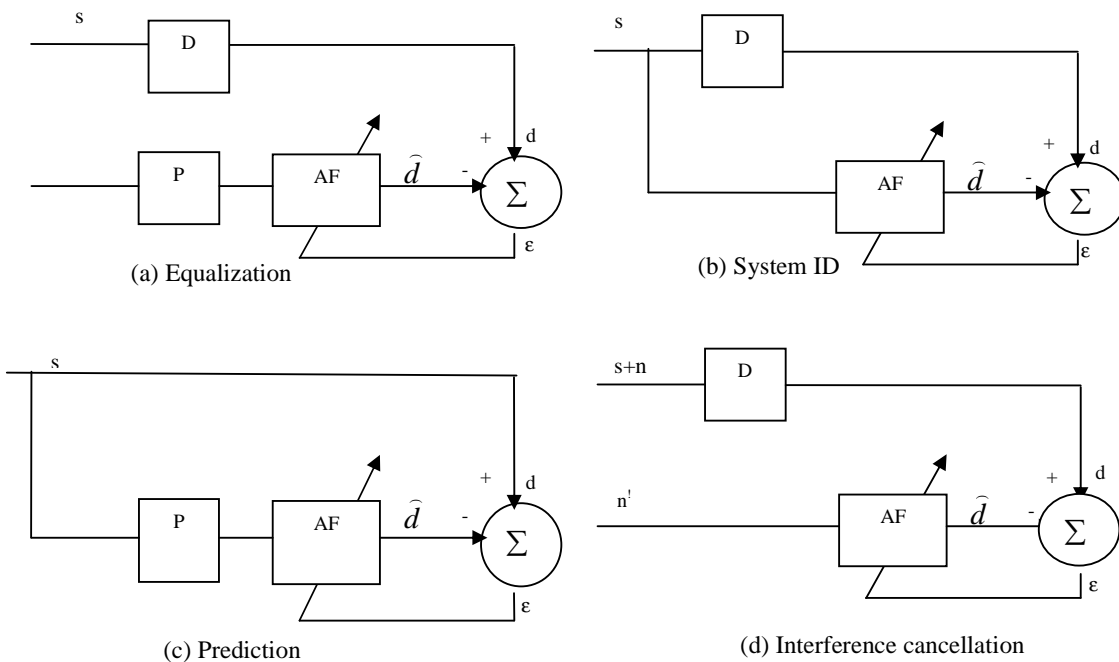 s
D
+
d
P
AF
d̂
-
Σ
ε
(a) Equalization
s
D
+
d
AF
d̂
-
Σ
ε
(b) System ID
s
+
d
P
AF
d̂
-
Σ
ε
(c) Prediction
s+n
D
+
d
n'
AF
d̂
-
Σ
ε
(d) Interference cancellation